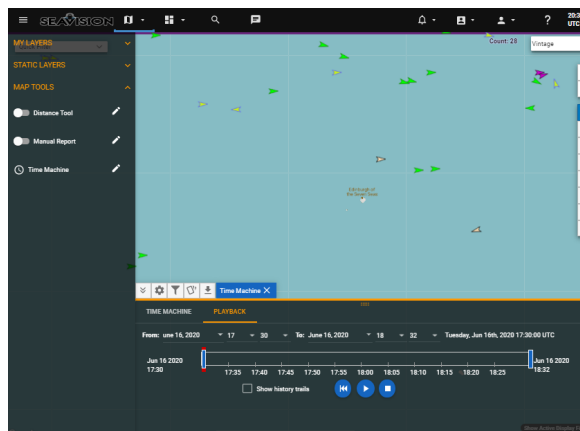 SEAVISION
20:3
UTC
MY LAYERS
STATIC LAYERS
MAP TOOLS
Distance Tool
Manual Report
Time Machine
Count: 28
Vintage
Edinburgh of
the Seven Seas
Time Machine X
TIME MACHINE PLAYBACK
From: une 16, 2020 17 30 To: June 16, 2020 18 32 Tuesday, Jun 16th, 2020 17:30:00 UTC
Jun 16 2020
17:30
17:35 17:40 17:45 17:50 17:55 18:00 18:05 18:10 18:15 18:20 18:25
Jun 16 2020
18:32
Show history trails
Show Active Display